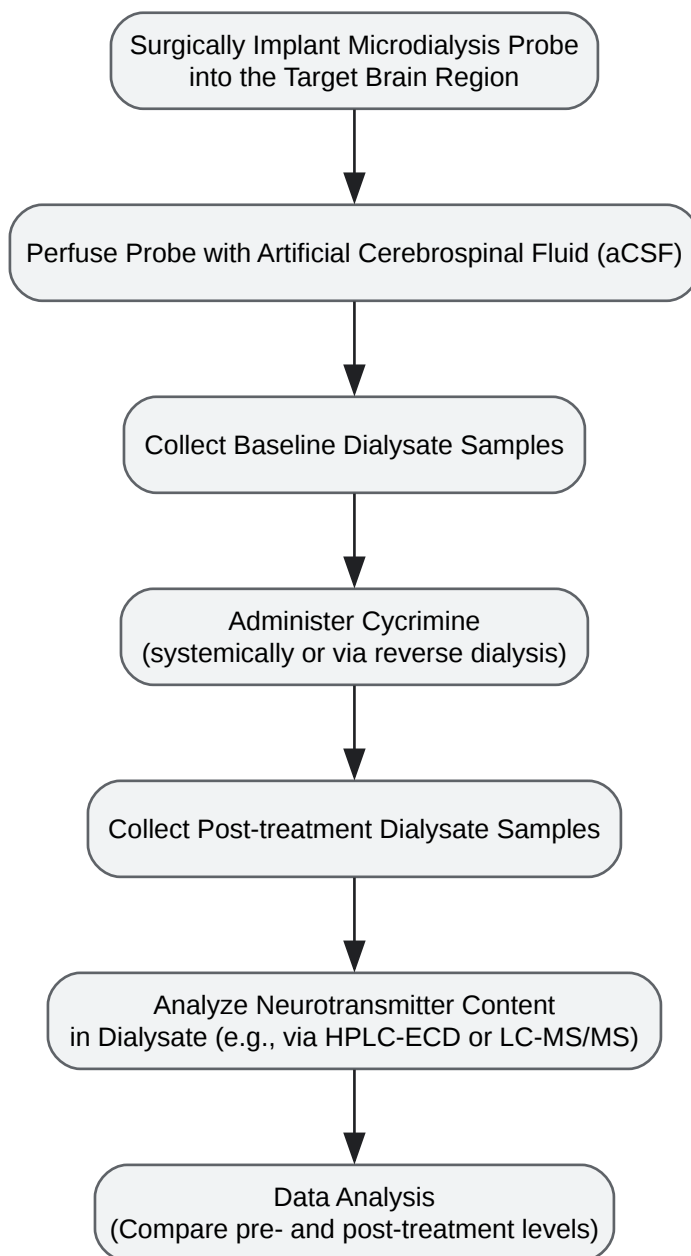 Surgically Implant Microdialysis Probe
into the Target Brain Region
Perfuse Probe with Artificial Cerebrospinal Fluid (aCSF)
Collect Baseline Dialysate Samples
Administer Cycrimine
(systemically or via reverse dialysis)
Collect Post-treatment Dialysate Samples
Analyze Neurotransmitter Content
in Dialysate (e.g., via HPLC-ECD or LC-MS/MS)
Data Analysis
(Compare pre- and post-treatment levels)